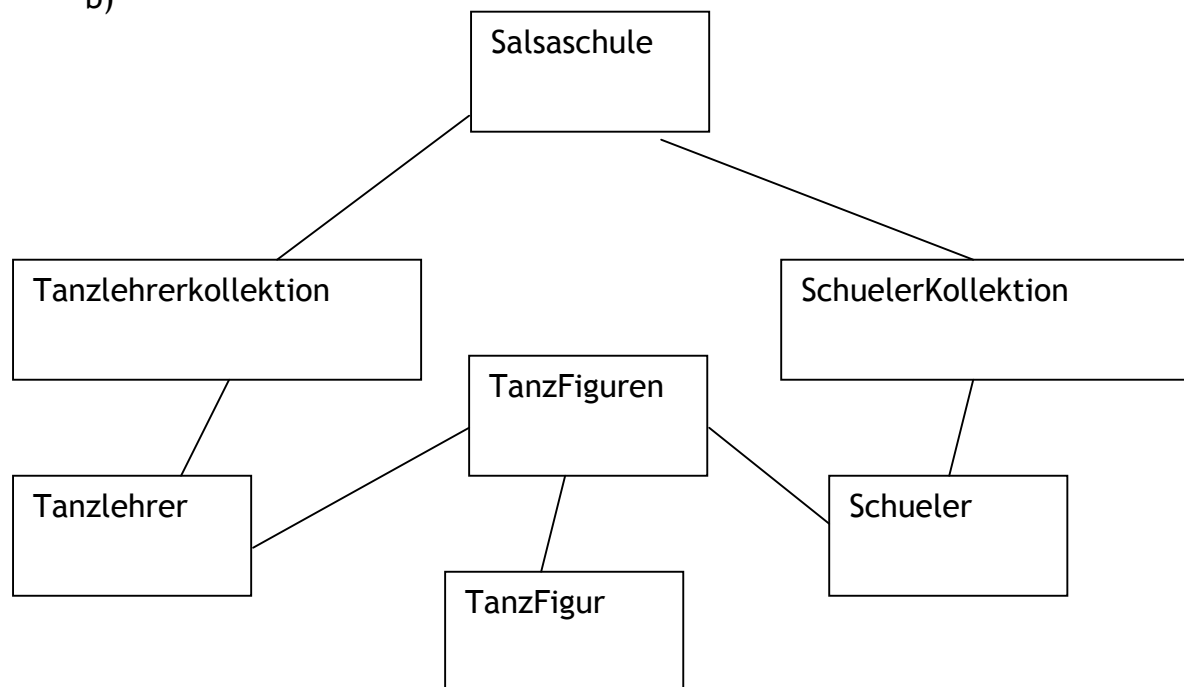 b)
Salsaschule
Tanzlehrerkollektion
SchuelerKollektion
TanzFiguren
Tanzlehrer
Schueler
TanzFigur